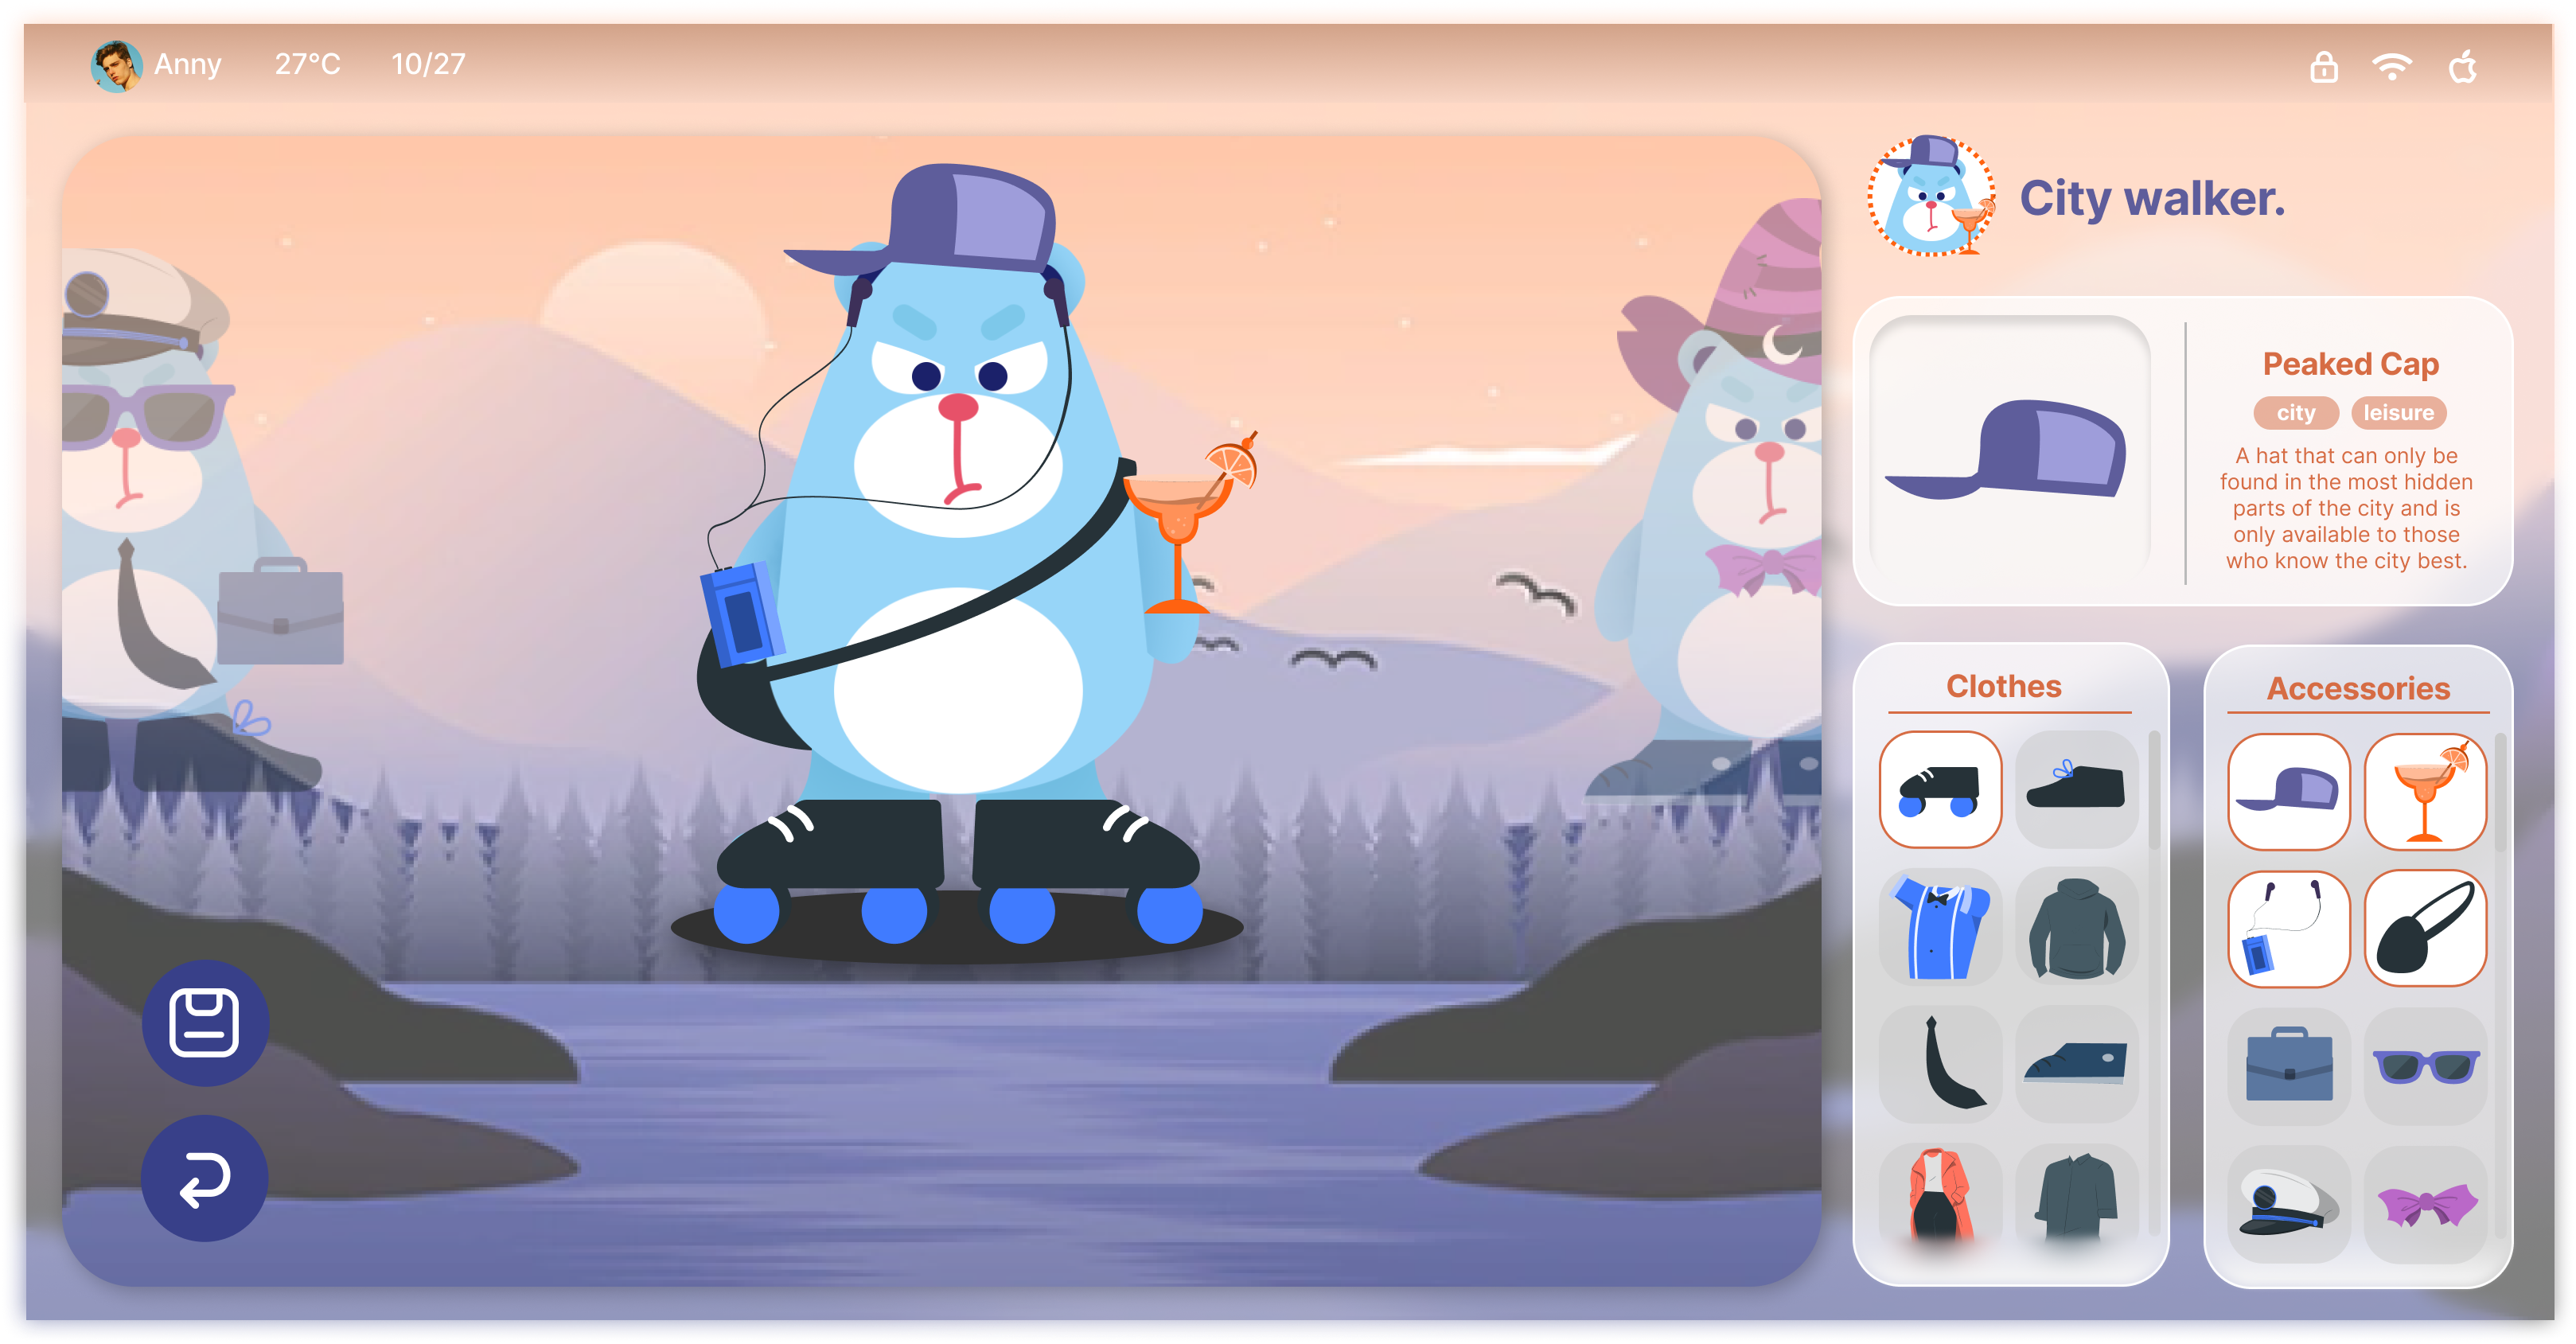 Anny 27°C 10/27
City walker.
Peaked Cap
city leisure
A hat that can only be
found in the most hidden
parts of the city and is
only available to those
who know the city best.
Clothes
Accessories